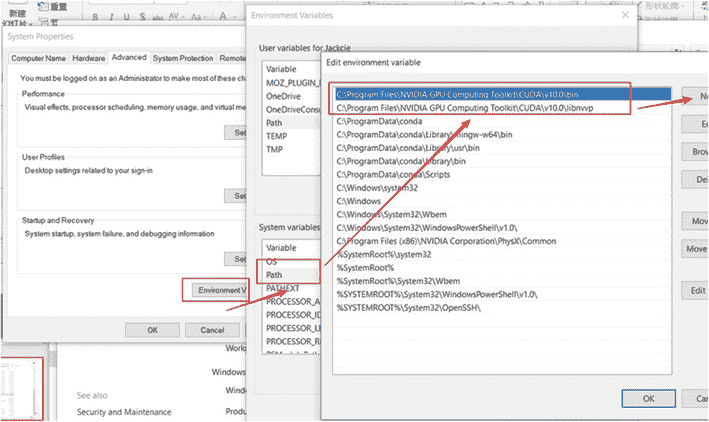 新建
重置
节
形状轮廓
System Properties
Computer Name Hardware Advanced System Protection Remote
You must be logged on as an Administrator to make most of these ch
Performance
Visual effects, processor scheduling, memory usage, and virtual me
Set
User Profiles
Desktop settings related to your sign-in
Set
Startup and Recovery
System startup, system failure, and debugging information
Set
Environment V
OK Cancel
See also
Security and Maintenance
Workg
Windows
Windo
Produ
Environment Variables
User variables for Jackcie
Variable
MOZ_PLUGIN_
OneDrive
OneDriveConsu
Path
TEMP
TMP
System variables
Variable
OS
Path
PATHEXT
PROCESSOR_A
PROCESSOR_ID
PROCESSOR_LE
PROCESSOR_R
Edit environment variable
C:\Program Files\NVIDIA GPU Computing Toolkit\CUDA\v10.0\bin
C:\Program Files\NVIDIA GPU Computing Toolkit\CUDA\v10.0\libnvvp
C:\ProgramData\conda
C:\ProgramData\conda\Library\mingw-w64\bin
C:\ProgramData\conda\Library\usr\bin
C:\ProgramData\conda\Library\bin
C:\ProgramData\conda\Scripts
C:\Windows\system32
C:\Windows
C:\Windows\System32\Wbem
C:\Windows\System32\WindowsPowerShell\v1.0\
C:\Program Files (x86)\NVIDIA Corporation\PhysX\Common
%SystemRoot%\system32
%SystemRoot%
%SystemRoot%\System32\Wbem
%SYSTEMROOT%\System32\WindowsPowerShell\v1.0\
%SYSTEMROOT%\System32\OpenSSH\
Ne
Ed
Brow
Del
Mov
Move
Edit
OK Can